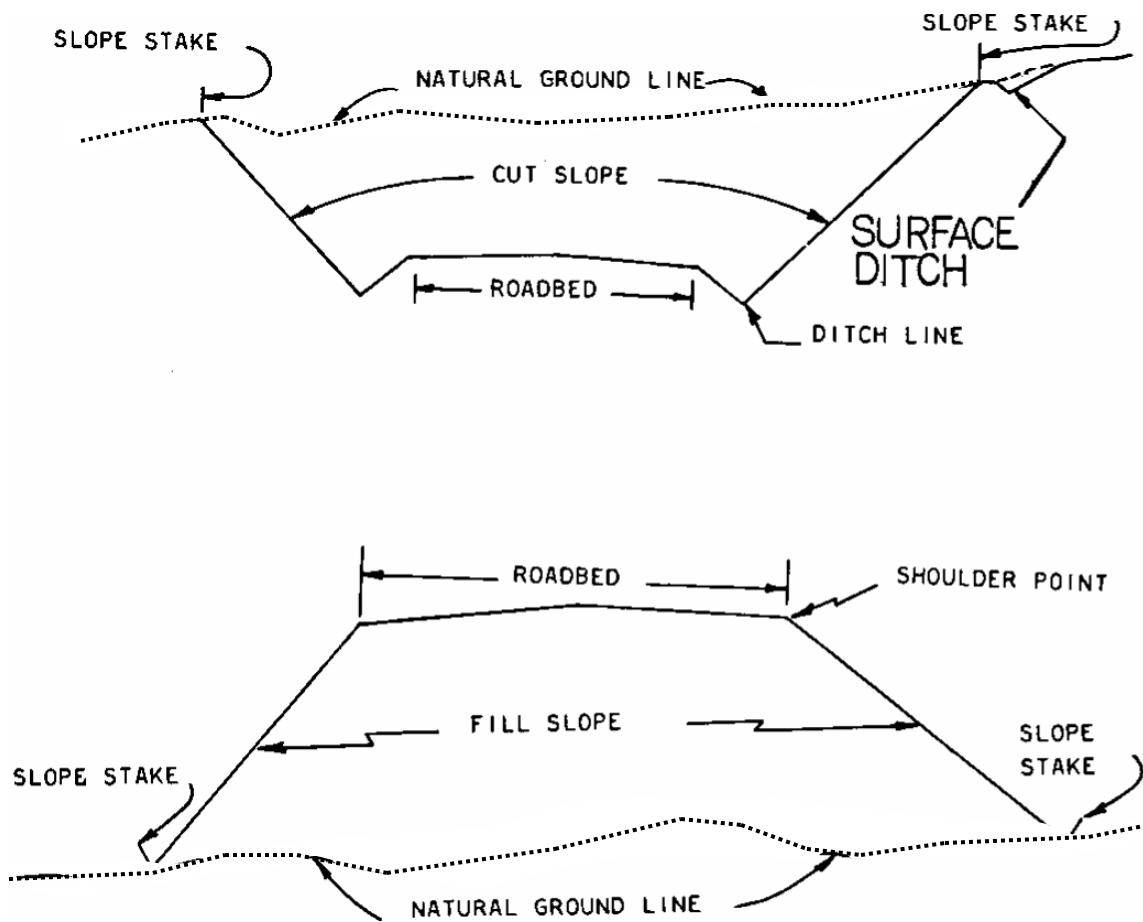 SLOPE STAKE
SLOPE STAKE
NATURAL GROUND LINE
CUT SLOPE
SURFACE
DITCH
ROADBED
DITCH LINE
ROADBED
SHOULDER POINT
FILL SLOPE
SLOPE
STAKE
SLOPE STAKE
NATURAL GROUND LINE